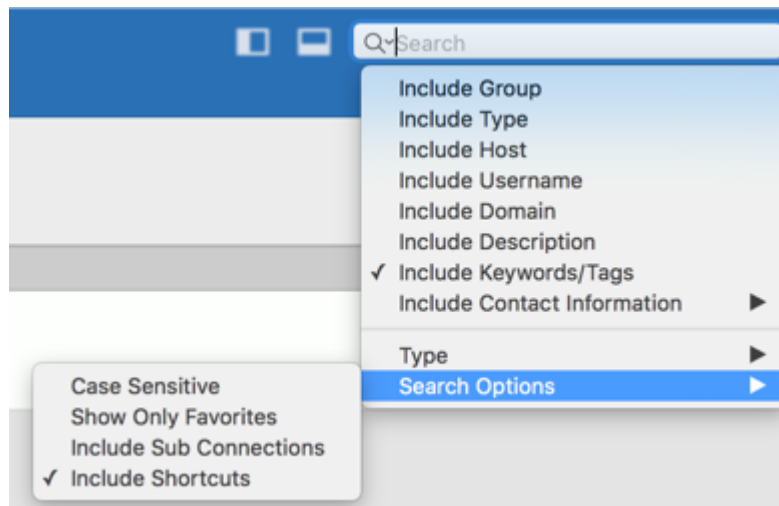 Search
Include Group
Include Type
Include Host
Include Username
Include Domain
Include Description
✓ Include Keywords/Tags
Include Contact Information ▶
Type ▶
Search Options ▶
Case Sensitive
Show Only Favorites
Include Sub Connections
✓ Include Shortcuts